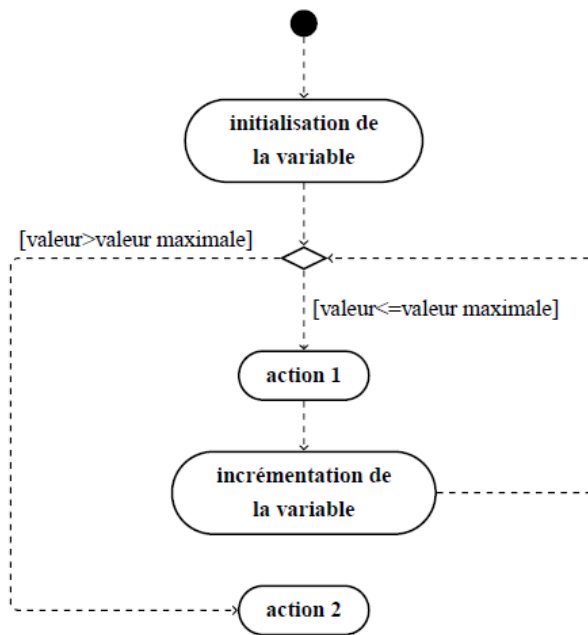 initialisation de
la variable
[valeur>valeur maximale]
[valeur<=valeur maximale]
action 1
incrémentation de
la variable
action 2